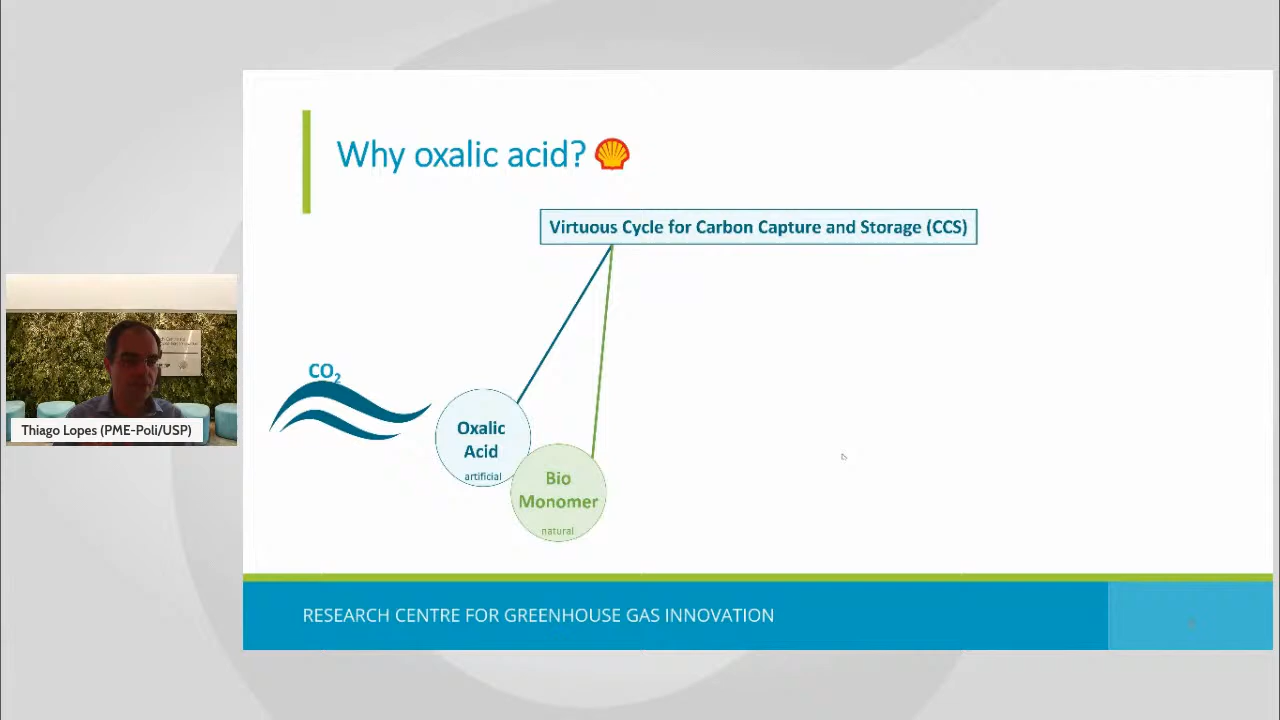 Why oxalic acid?
Virtuous Cycle for Carbon Capture and Storage (CCS)
CO2
Oxalic
Acid
artificial
Bio
Monomer
natural
Thiago Lopes (PME-Poli/USP)
RESEARCH CENTRE FOR GREENHOUSE GAS INNOVATION